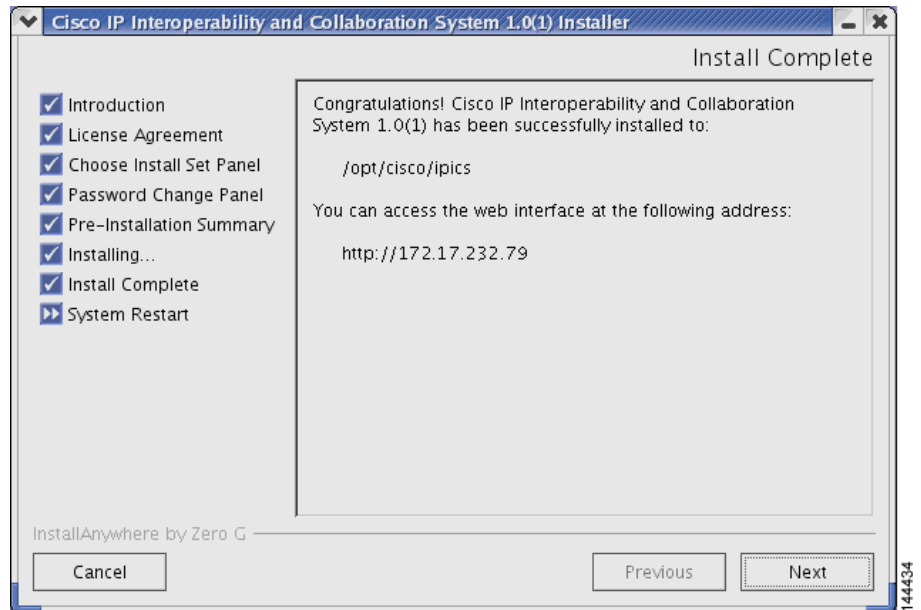 Cisco IP Interoperability and Collaboration System 1.0(1) Installer
Install Complete
Introduction
License Agreement
Choose Install Set Panel
Password Change Panel
Pre-Installation Summary
Installing...
Install Complete
System Restart
Congratulations! Cisco IP Interoperability and Collaboration
System 1.0(1) has been successfully installed to:
/opt/cisco/ipics
You can access the web interface at the following address:
http://172.17.232.79
InstallAnywhere by Zero G
Cancel
Previous
Next
144434